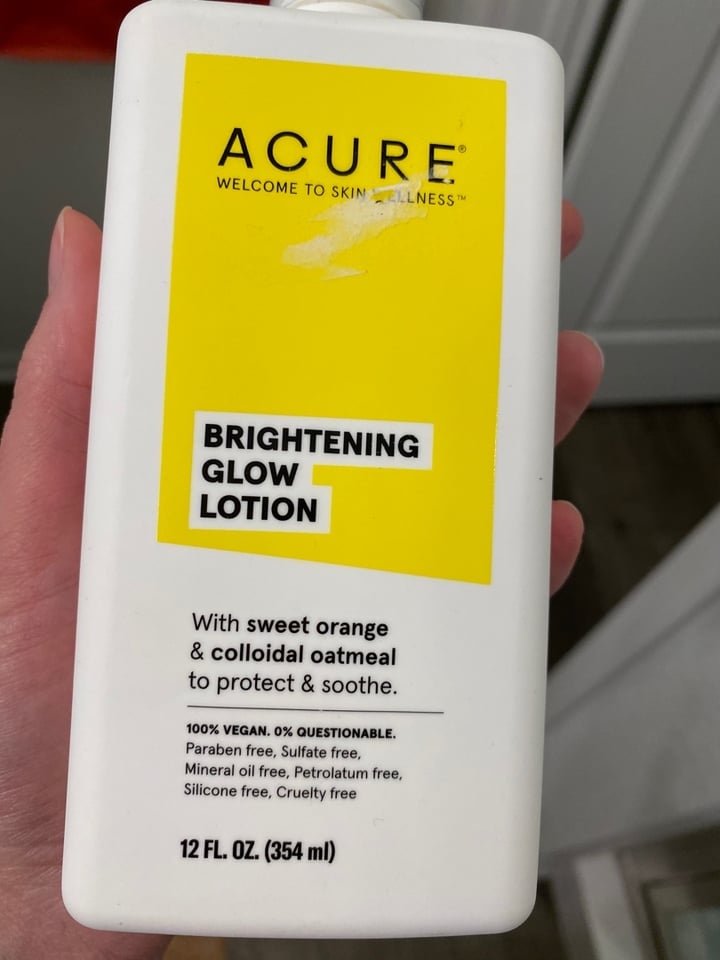 ACURE®
WELCOME TO SKIN WELLNESS™
BRIGHTENING
GLOW
LOTION
With sweet orange
& colloidal oatmeal
to protect & soothe.
100% VEGAN. 0% QUESTIONABLE.
Paraben free, Sulfate free,
Mineral oil free, Petrolatum free,
Silicone free, Cruelty free
12 FL. OZ. (354 ml)